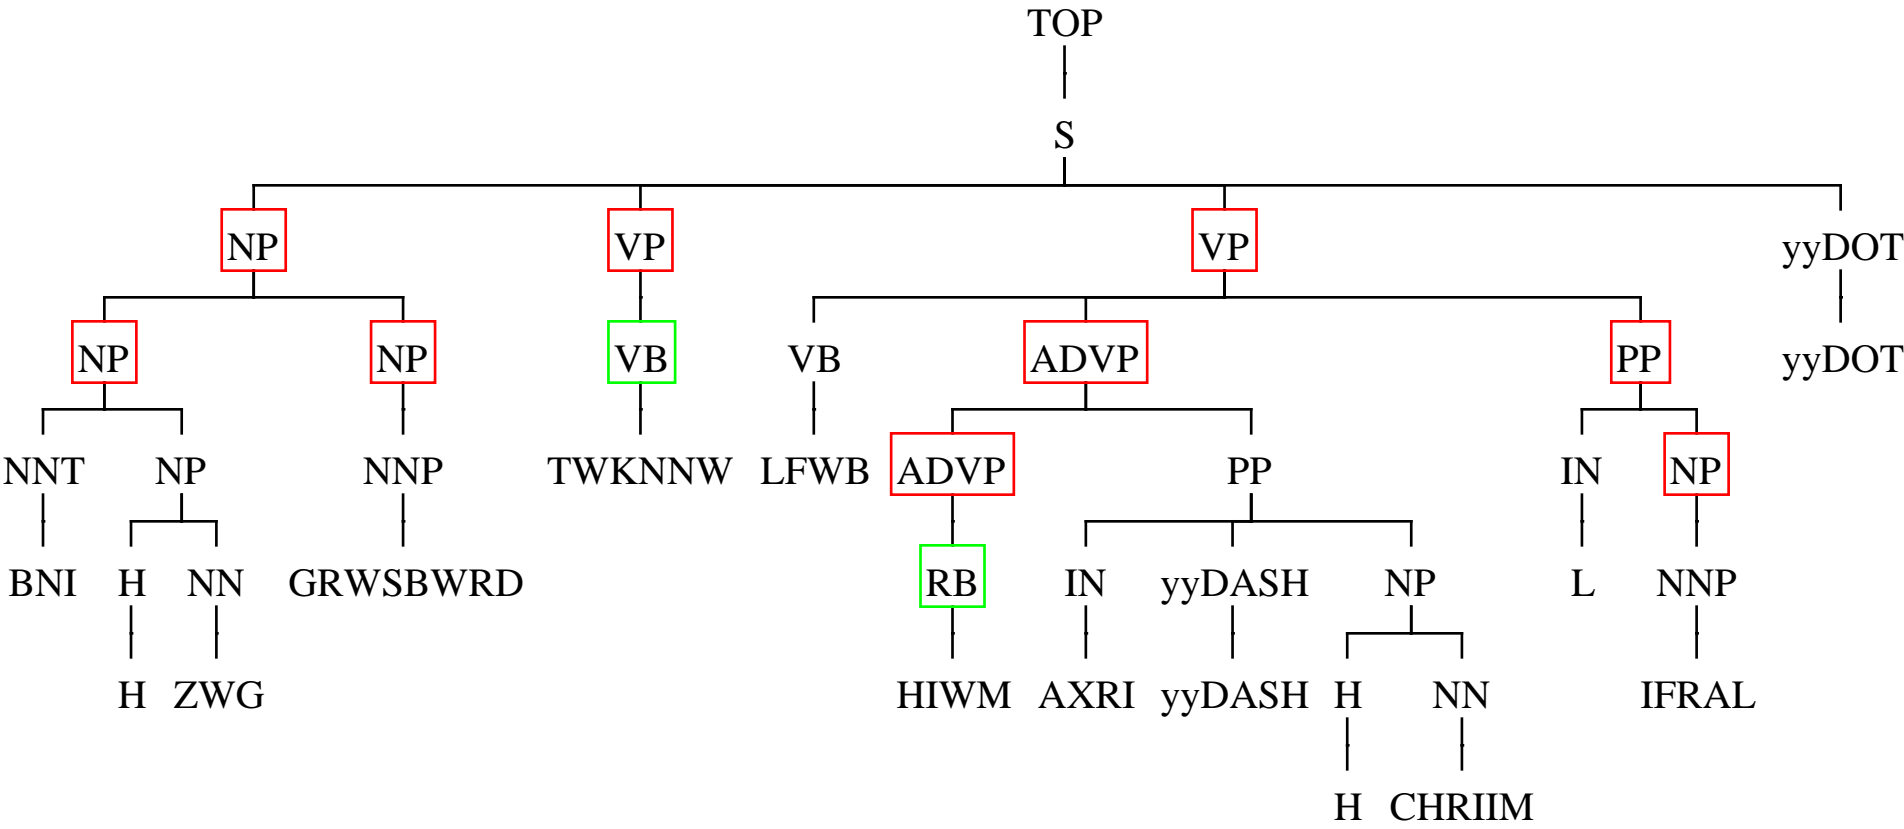 TOP
S
NP VP VP yyDOT
NP NP VB VB ADVP PP yyDOT
NNT NP NNP TWKNNW LFWB ADVP PP IN NP
BNI H NN GRWSBWRD RB IN yyDASH NP L NNP
H ZWG HIWM AXRI yyDASH H NN IFRAL
H CHRIIM